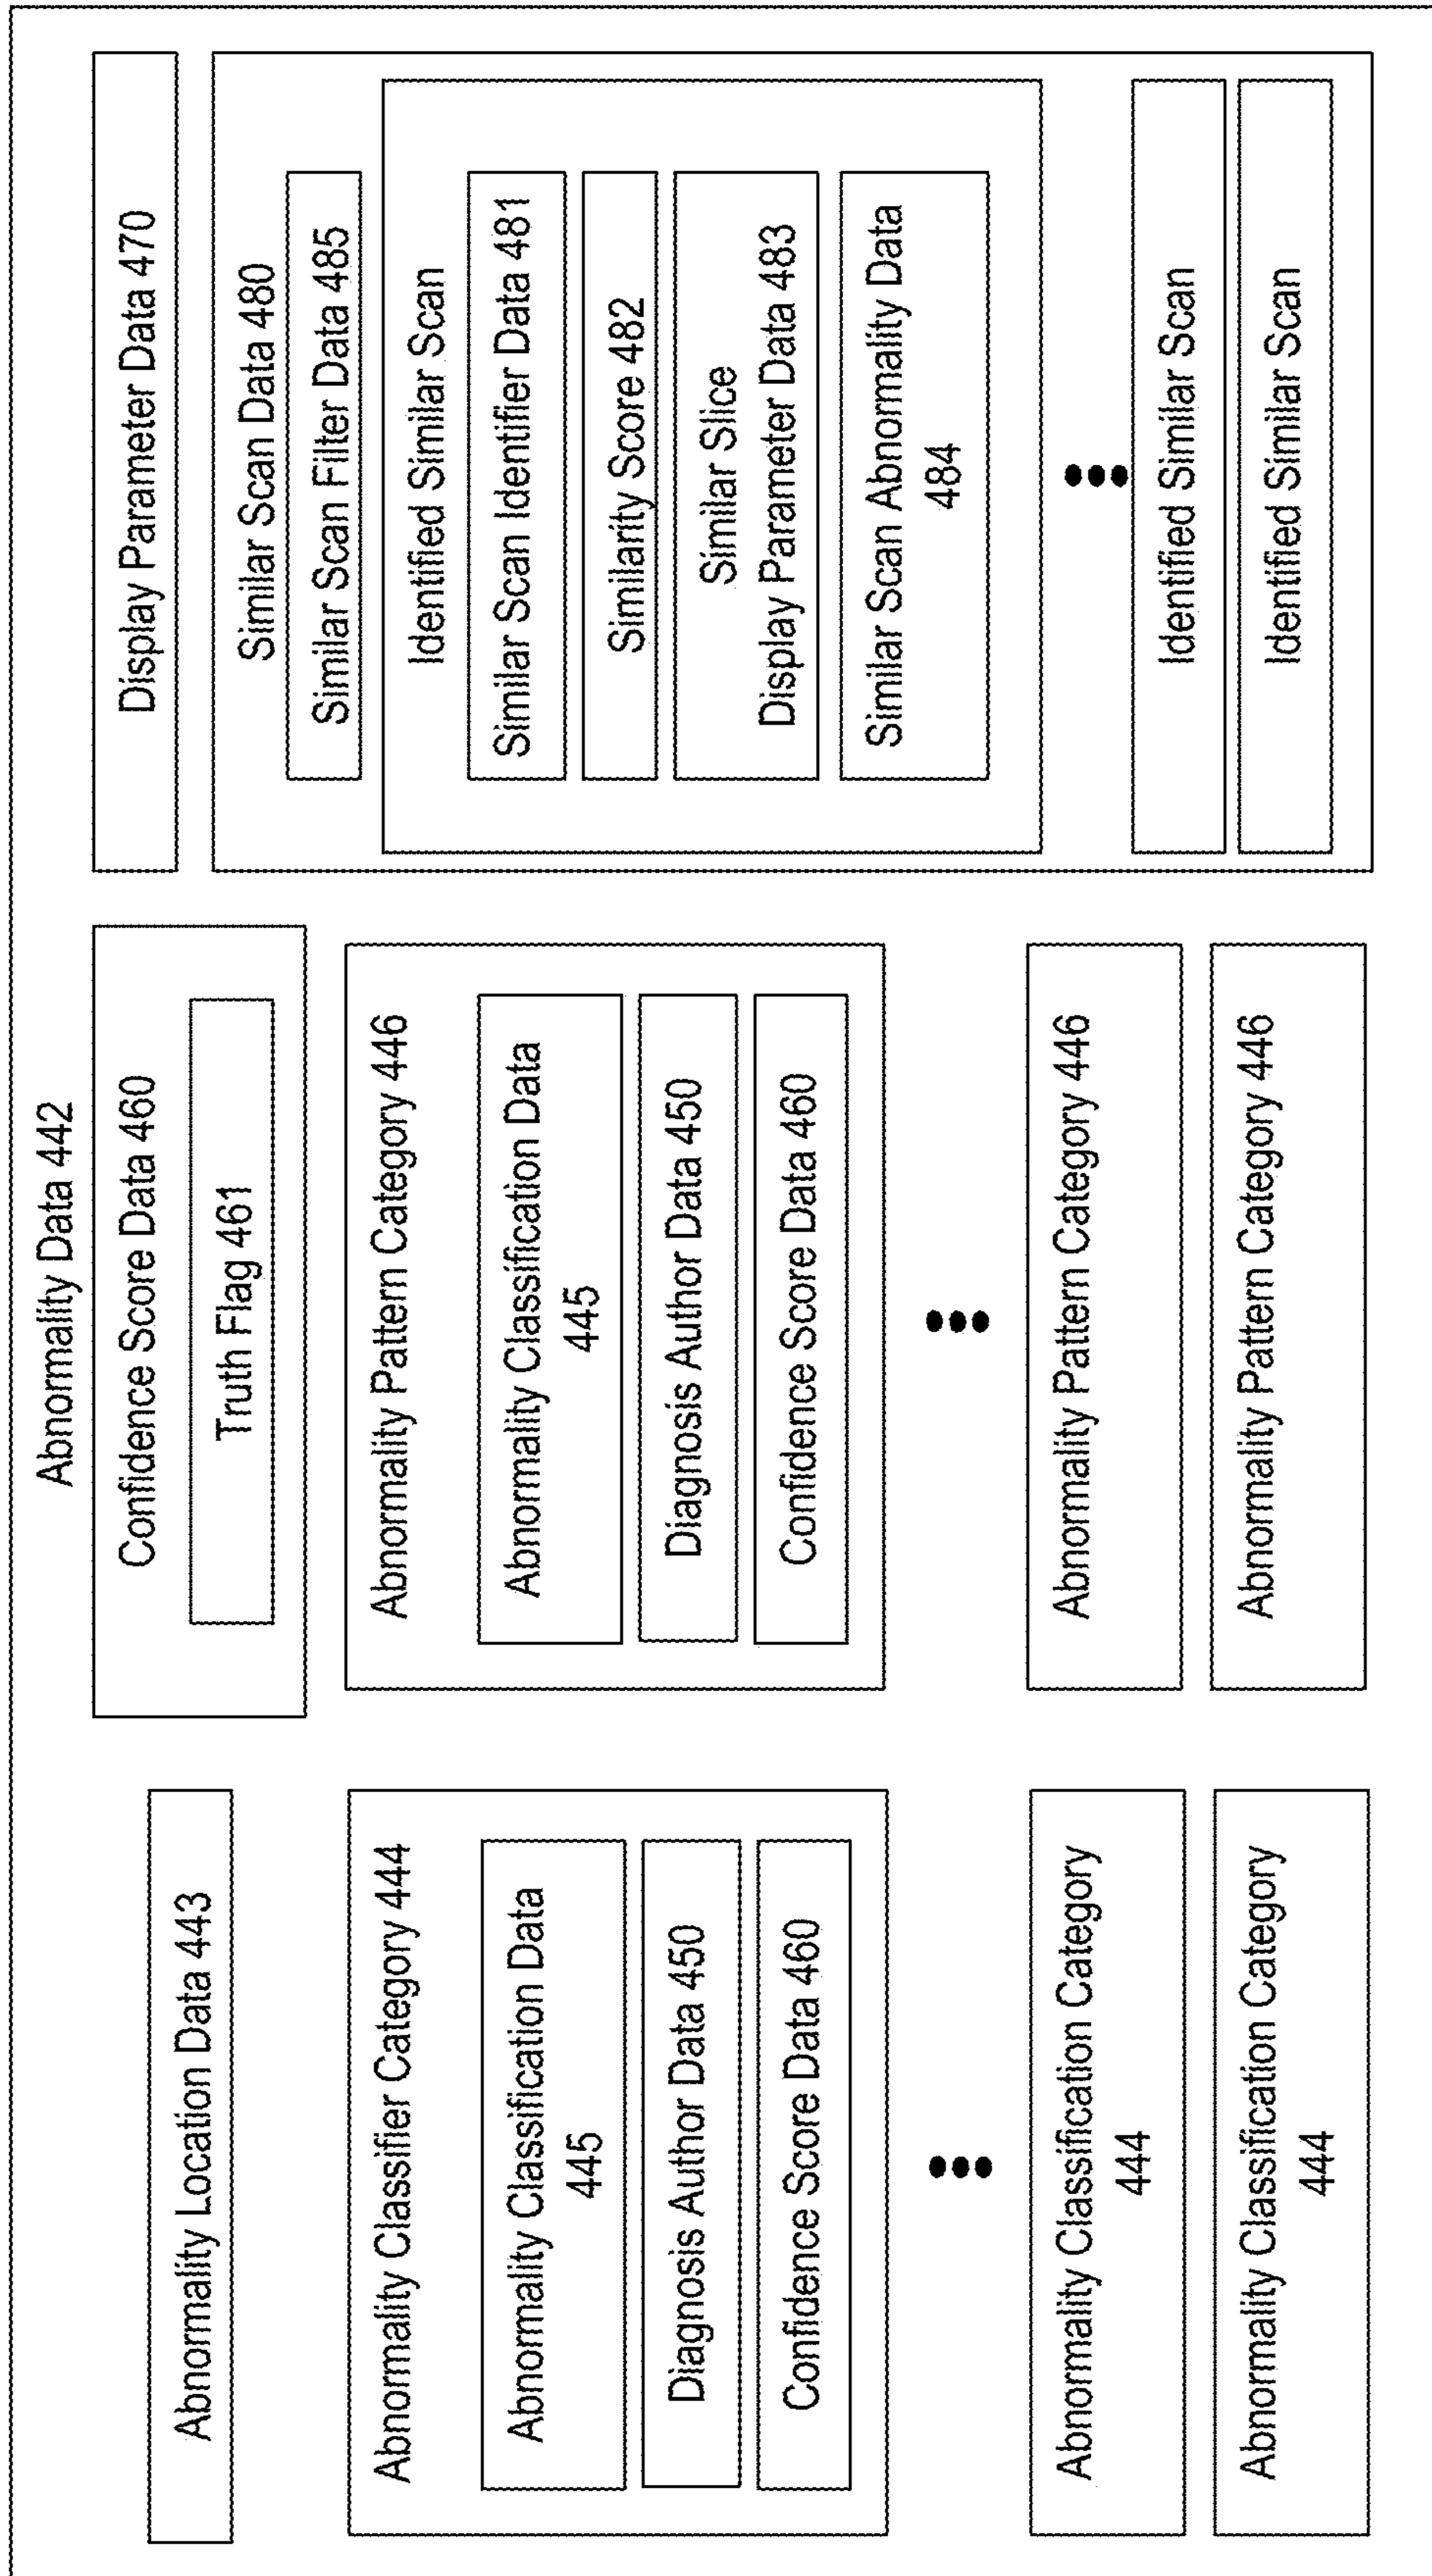 Abnormality Data 442
Abnormality Location Data 443
Abnormality Classifier Category 444
Abnormality Classification Data
445
Diagnosis Author Data 450
Confidence Score Data 460
Abnormality Classification Category
444
Abnormality Classification Category
444
Confidence Score Data 460
Truth Flag 461
Abnormality Pattern Category 446
Abnormality Classification Data
445
Diagnosis Author Data 450
Confidence Score Data 460
Abnormality Pattern Category 446
Abnormality Pattern Category 446
Display Parameter Data 470
Similar Scan Data 480
Similar Scan Filter Data 485
Identified Similar Scan
Similar Scan Identifier Data 481
Similarity Score 482
Similar Slice
Display Parameter Data 483
Similar Scan Abnormality Data
484
Identified Similar Scan
Identified Similar Scan